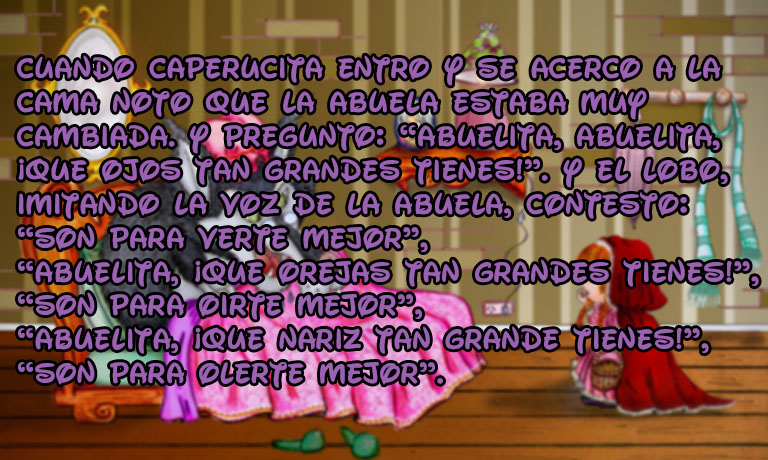 CUANDO CAPERUCITA ENTRO Y SE ACERCO A LA
CAMA NOTO QUE LA ABUELA ESTABA MUY
CAMBIADA. Y PREGUNTO: “ABUELITA, ABUELITA,
¡QUE OJOS TAN GRANDES TIENES!”. Y EL LOBO,
IMITANDO LA VOZ DE LA ABUELA, CONTESTO:
“SON PARA VERTE MEJOR”,
“ABUELITA, ¡QUE OREJAS TAN GRANDES TIENES!”,
“SON PARA OIRTE MEJOR”,
“ABUELITA, ¡QUE NARIZ TAN GRANDE TIENES!”,
“SON PARA OLERTE MEJOR”.